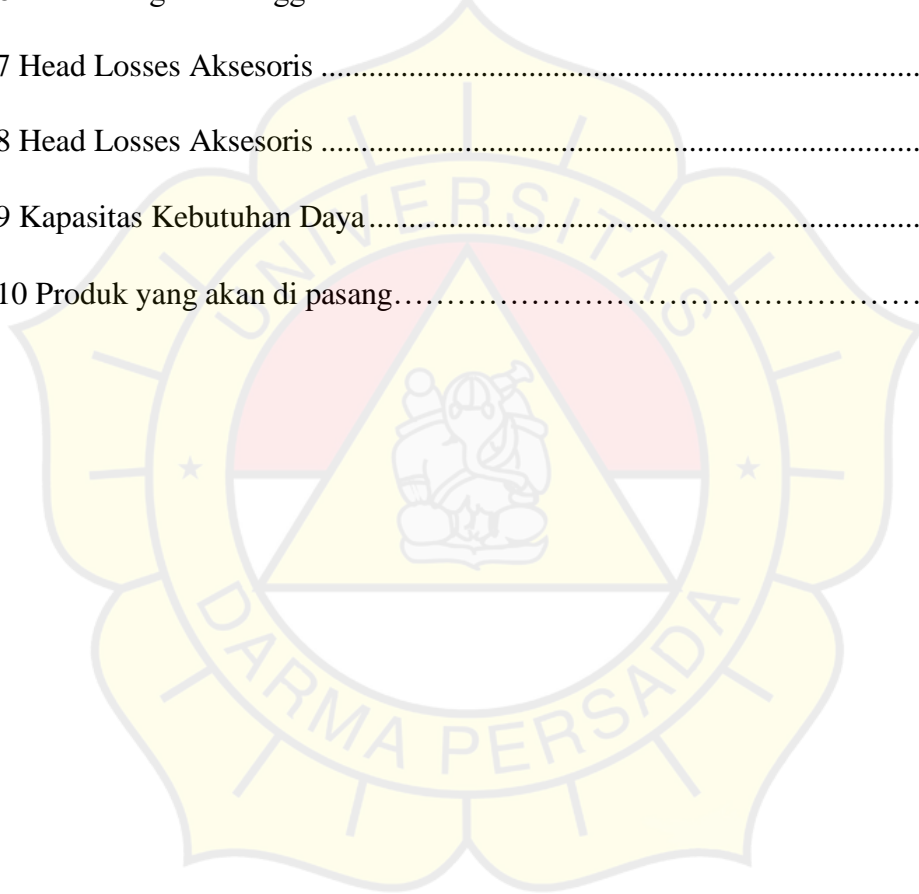 7 Head Losses Aksesoris ..........................................................................................
8 Head Losses Aksesoris ..........................................................................................
9 Kapasitas Kebutuhan Daya ...................................................................................
10 Produk yang akan di pasang……………………………………………
UNIVERSITAS
DARMA PERSADA